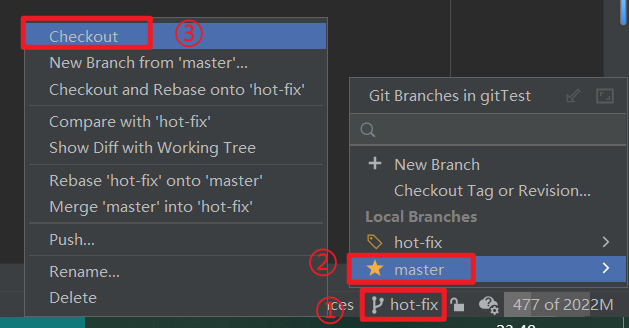 Checkout
③
New Branch from 'master'...
Checkout and Rebase onto 'hot-fix'
Compare with 'hot-fix'
Show Diff with Working Tree
Rebase 'hot-fix' onto 'master'
Merge 'master' into 'hot-fix'
Push...
Rename...
Delete
Git Branches in gitTest
New Branch
Checkout Tag or Revision...
Local Branches
hot-fix
②
master
①
hot-fix
477 of 2022M